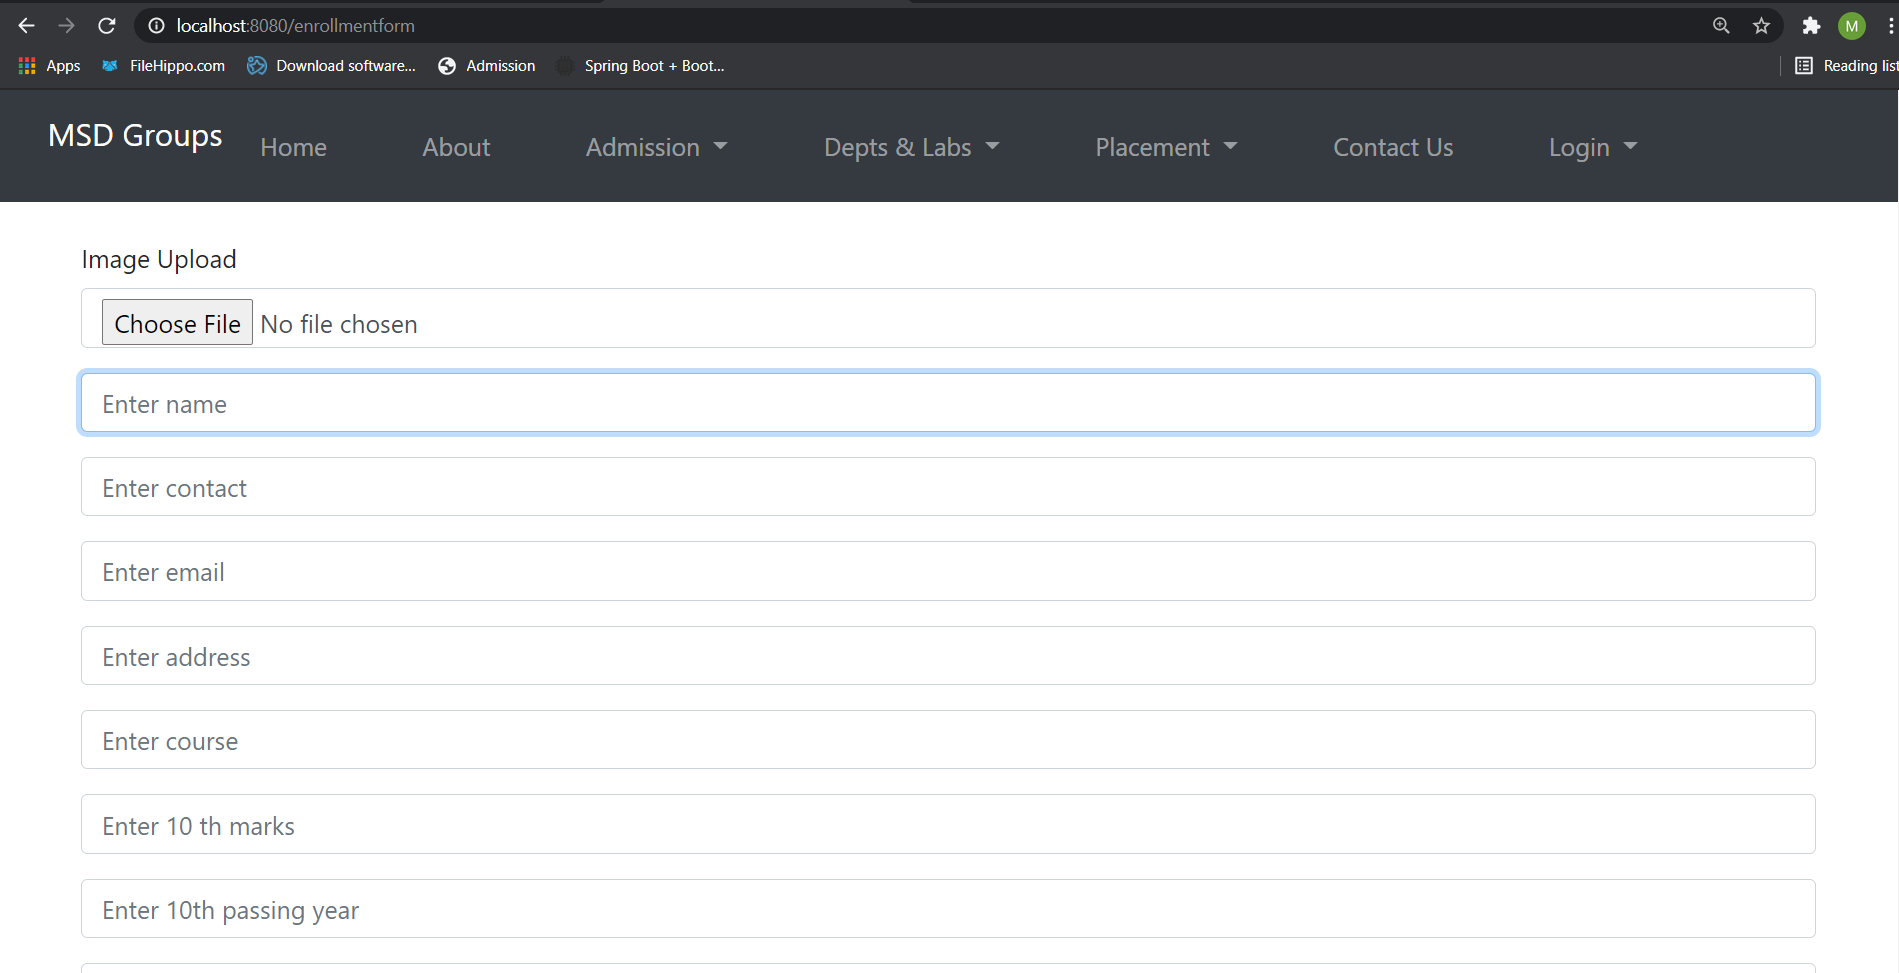 localhost:8080/enrollmentform
M
Apps FileHippo.com Download software... Admission Spring Boot + Boot... Reading list
MSD Groups Home About Admission Depts & Labs Placement Contact Us Login
Image Upload
Choose File No file chosen
Enter name
Enter contact
Enter email
Enter address
Enter course
Enter 10 th marks
Enter 10th passing year